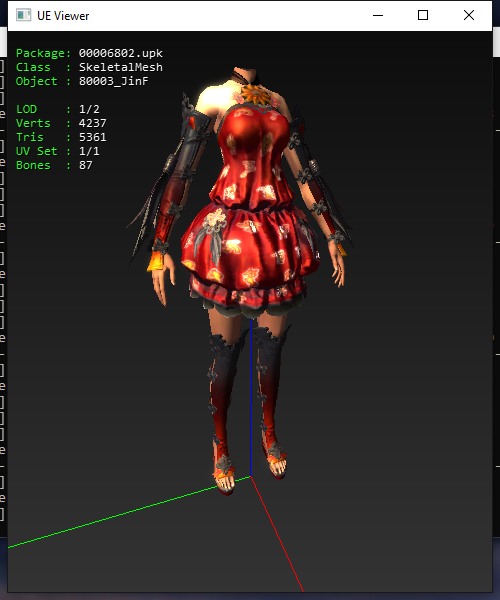 UE Viewer
Package: 00006802.upk
Class : SkeletalMesh
Object : 80003_JinF
LOD : 1/2
Verts : 4237
Tris : 5361
UV Set : 1/1
Bones : 87